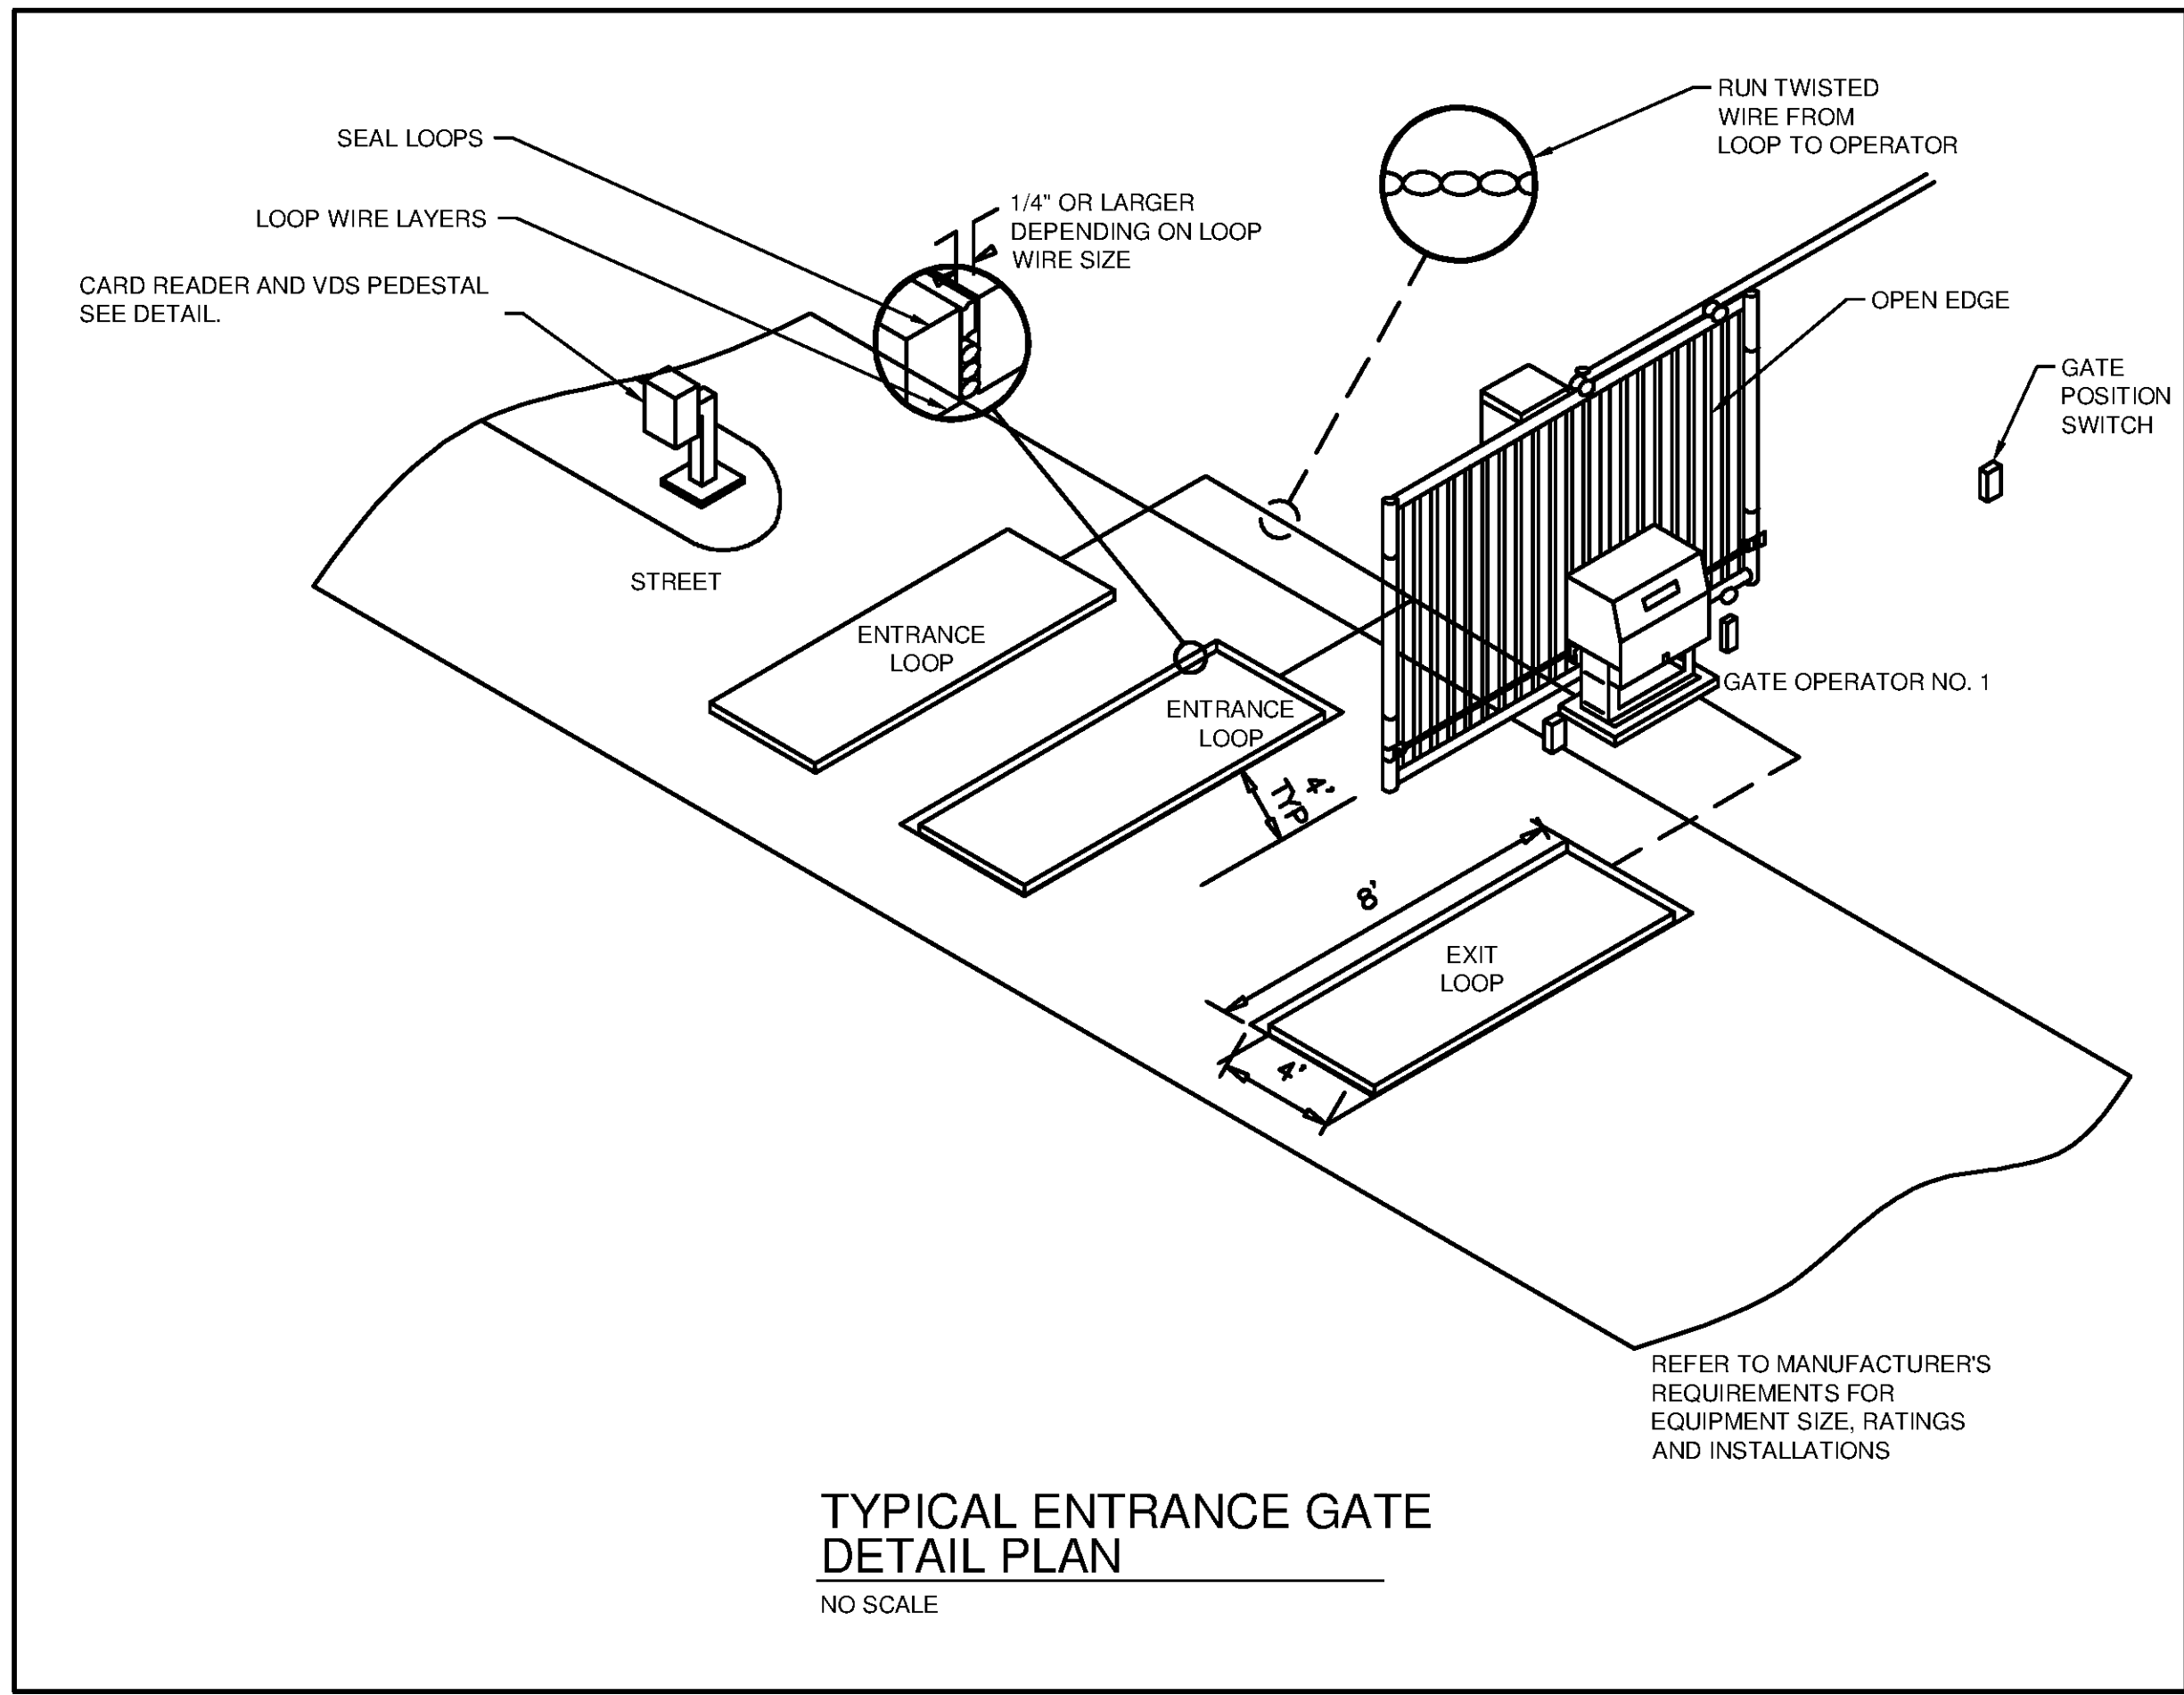 RUN TWISTED
WIRE FROM
LOOP TO OPERATOR
SEAL LOOPS
LOOP WIRE LAYERS
1/4" OR LARGER
DEPENDING ON LOOP
WIRE SIZE
CARD READER AND VDS PEDESTAL
SEE DETAIL.
OPEN EDGE
GATE
POSITION
SWITCH
STREET
ENTRANCE
LOOP
ENTRANCE
LOOP
GATE OPERATOR NO. 1
4'
TYP
8'
EXIT
LOOP
4'
REFER TO MANUFACTURER'S
REQUIREMENTS FOR
EQUIPMENT SIZE, RATINGS
AND INSTALLATIONS
TYPICAL ENTRANCE GATE
DETAIL PLAN
NO SCALE